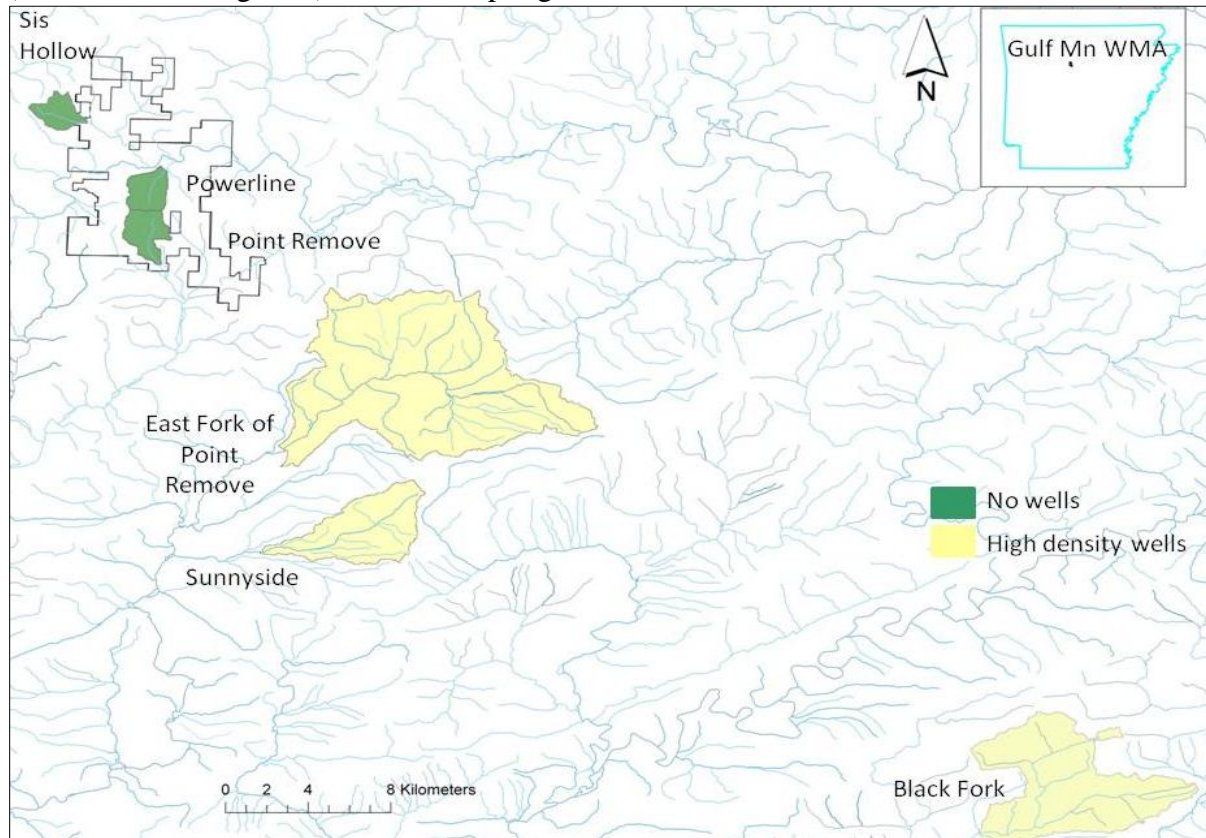 Sis
Hollow
Gulf Mn WMA
N
Powerline
Point Remove
East Fork of
Point
Remove
No wells
High density wells
Sunnyside
0 4 8 Kilometers
Black Fork